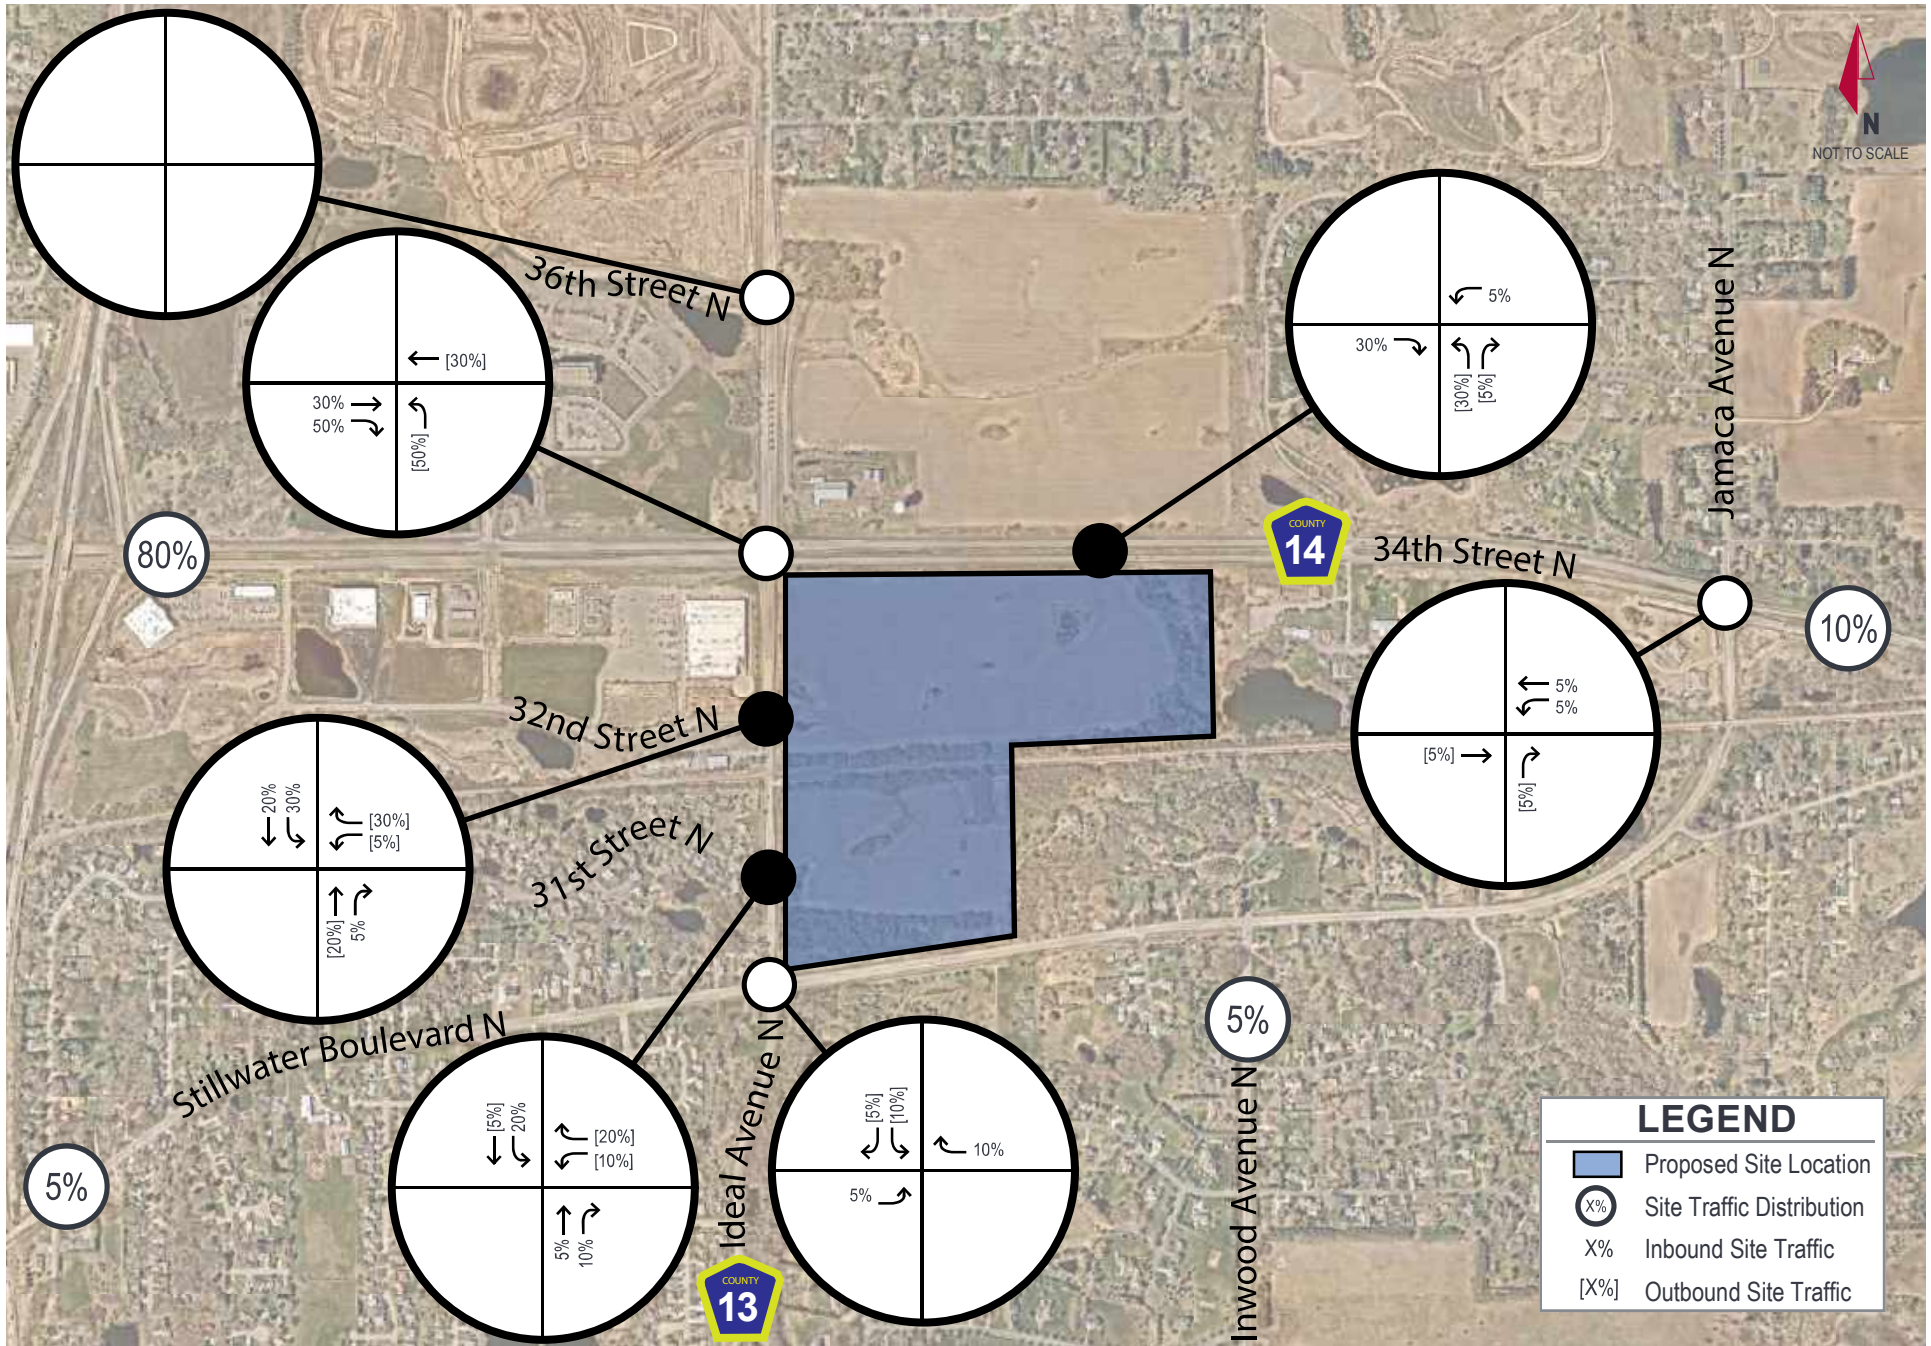 N
NOT TO SCALE
36th Street N
[30%]
30%
50%
[50%]
5%
30%
[30%]
[5%]
Jamaca Avenue N
80%
COUNTY
14
34th Street N
10%
5%
5%
[5%]
[5%]
32nd Street N
20%
30%
[30%]
[5%]
[20%]
5%
31st Street N
Stillwater Boulevard N
5%
[5%]
20%
[20%]
[10%]
5%
10%
Ideal Avenue N
COUNTY
13
[5%]
[10%]
10%
5%
5%
Inwood Avenue N
LEGEND
Proposed Site Location
X% Site Traffic Distribution
X% Inbound Site Traffic
[X%] Outbound Site Traffic